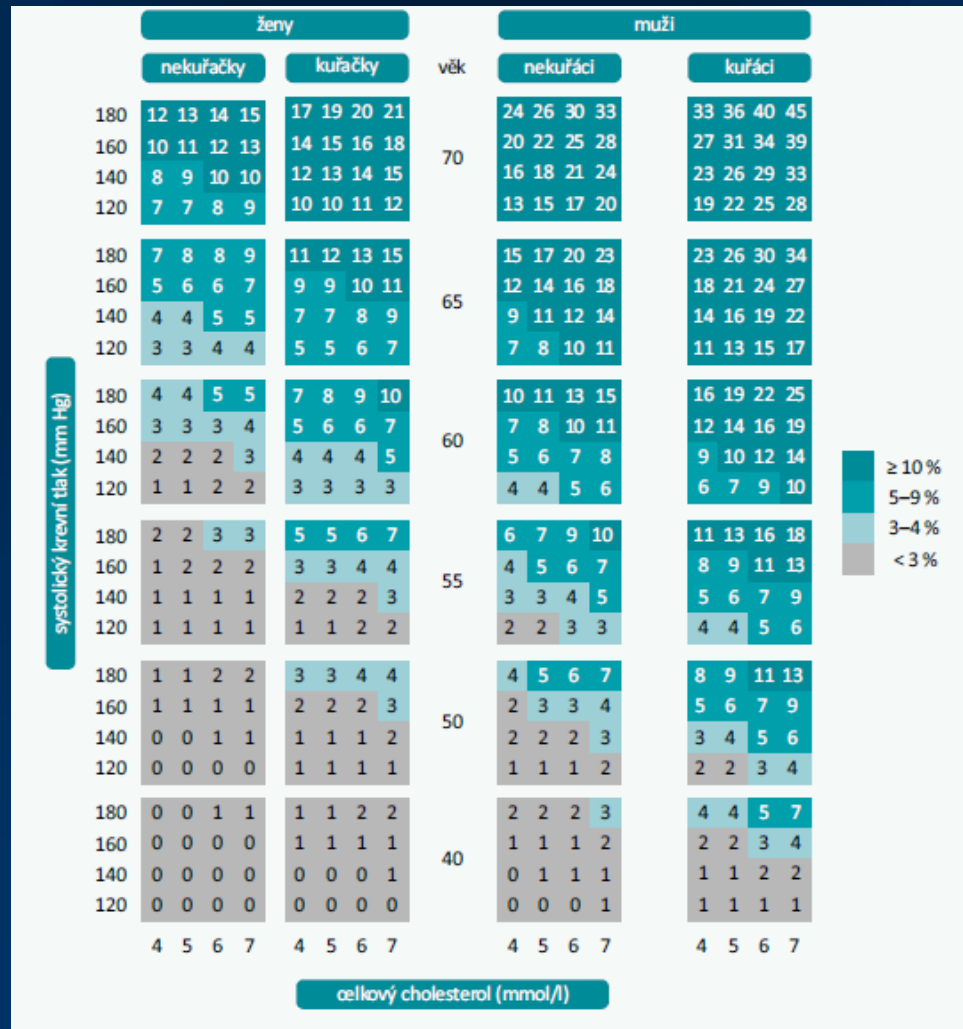 ženy muži
nekuřačky kuřačky věk nekuřáci kuřáci
180 12 13 14 15 17 19 20 21 24 26 30 33 33 36 40 45
160 10 11 12 13 14 15 16 18 20 22 25 28 27 31 34 39
70
140 8 9 10 10 12 13 14 15 16 18 21 24 23 26 29 33
120 7 7 8 9 10 10 11 12 13 15 17 20 19 22 25 28
180 7 8 8 9 11 12 13 15 15 17 20 23 23 26 30 34
160 5 6 6 7 9 9 10 11 12 14 16 18 18 21 24 27
65
140 4 4 5 5 7 7 8 9 9 11 12 14 14 16 19 22
120 3 3 4 4 5 5 6 7 7 8 10 11 11 13 15 17
180 4 4 5 5 7 8 9 10 10 11 13 15 16 19 22 25
160 3 3 3 4 5 6 6 7 7 8 10 11 12 14 16 19
60
140 2 2 2 3 4 4 4 5 5 6 7 8 9 10 12 14
120 1 1 2 2 3 3 3 3 4 4 5 6 6 7 9 10
180 2 2 3 3 5 5 6 7 6 7 9 10 11 13 16 18
160 1 2 2 2 3 3 4 4 4 5 6 7 8 9 11 13
55
140 1 1 1 1 2 2 2 3 3 3 4 5 5 6 7 9
120 1 1 1 1 1 1 2 2 2 2 3 3 4 4 5 6
180 1 1 2 2 3 3 4 4 4 5 6 7 8 9 11 13
160 1 1 1 1 2 2 2 3 2 3 3 4 5 6 7 9
50
140 0 0 1 1 1 1 1 2 2 2 2 3 3 4 5 6
120 0 0 0 0 1 1 1 1 1 1 1 2 2 2 3 4
180 0 0 1 1 1 1 2 2 2 2 2 3 4 4 5 7
160 0 0 0 0 1 1 1 1 1 1 1 2 2 2 3 4
40
140 0 0 0 0 0 0 0 1 0 1 1 1 1 1 2 2
120 0 0 0 0 0 0 0 0 0 0 0 1 1 1 1 1
4 5 6 7 4 5 6 7 4 5 6 7 4 5 6 7
celkový cholesterol (mmol/l)
systolický krevní tlak (mm Hg)
≥ 10 %
5–9 %
3–4 %
< 3 %